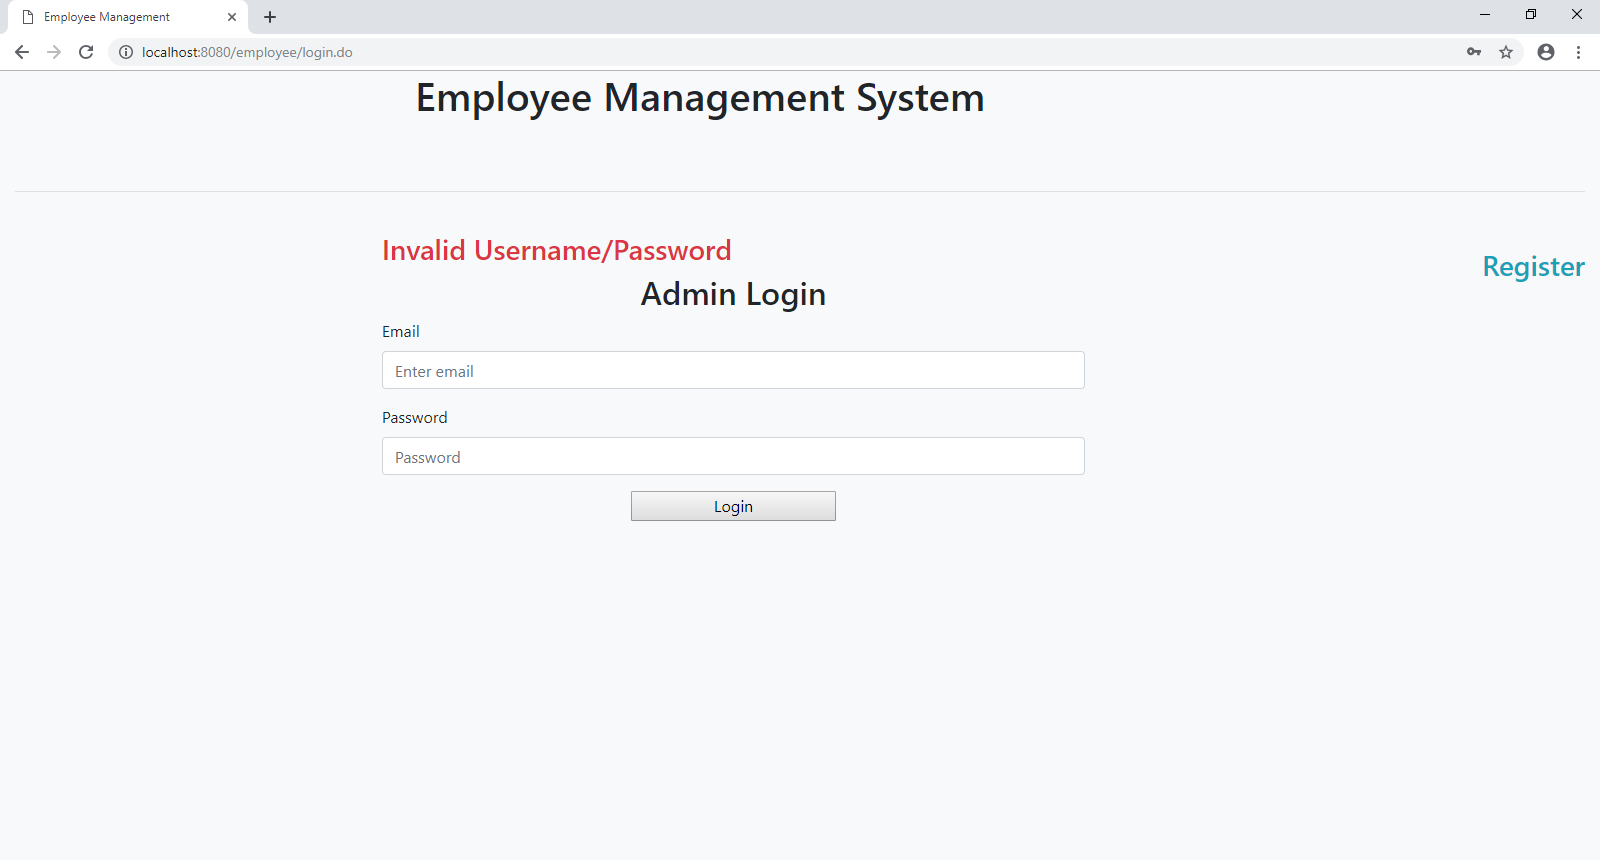 Employee Management
localhost:8080/employee/login.do
Employee Management System
Invalid Username/Password
Register
Admin Login
Email
Enter email
Password
Password
Login